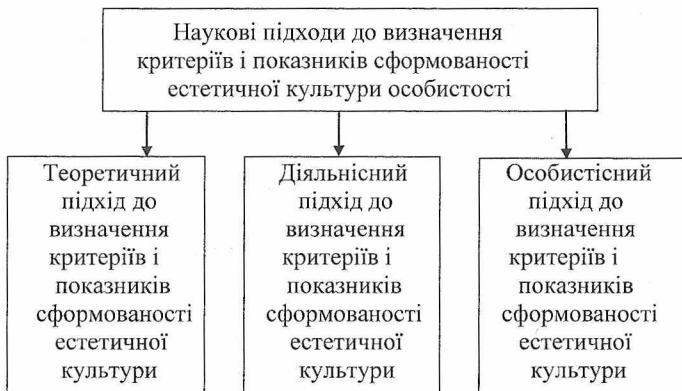 Наукові підходи до визначення
критеріїв і показників сформованості
естетичної культури особистості
Теоретичний
підхід до
визначення
критеріїв і
показників
сформованості
естетичної
культури
Діяльнісний
підхід до
визначення
критеріїв і
показників
сформованості
естетичної
культури
Особистісний
підхід до
визначення
критеріїв і
показників
сформованості
естетичної
культури